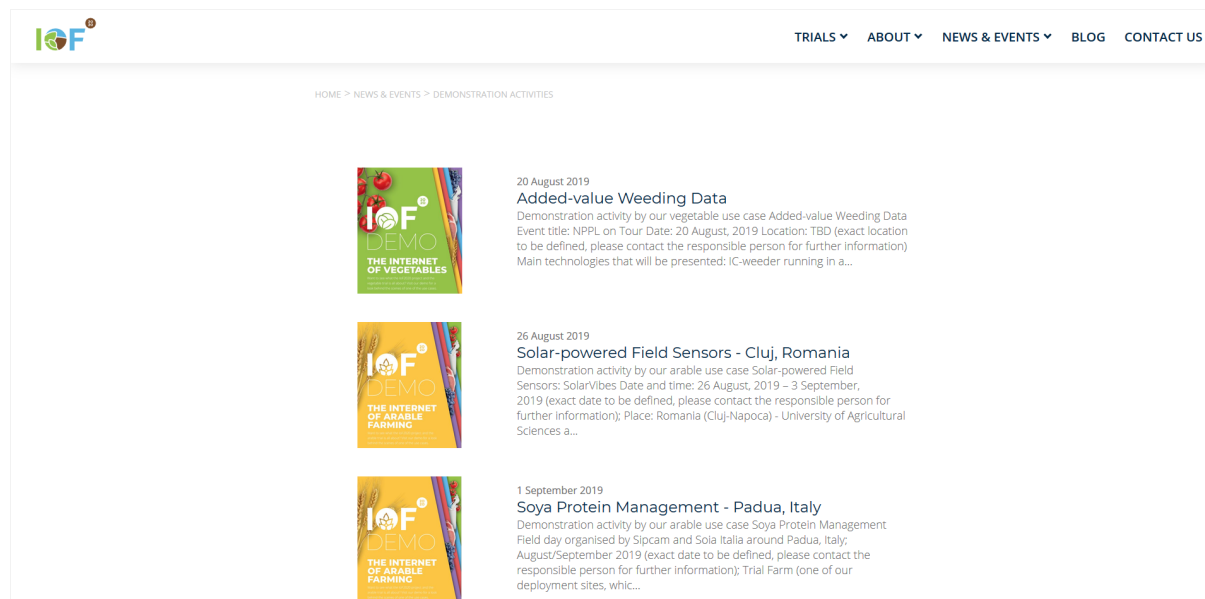 IOF
TRIALS
ABOUT
NEWS & EVENTS
BLOG
CONTACT US
HOME > NEWS & EVENTS > DEMONSTRATION ACTIVITIES
IOF
DEMO
THE INTERNET
OF VEGETABLES
20 August 2019
Added-value Weeding Data
Demonstration activity by our vegetable use case Added-value Weeding Data
Event title: NPPL on Tour Date: 20 August, 2019 Location: TBD (exact location
to be defined, please contact the responsible person for further information)
Main technologies that will be presented: IC-weeder running in a...
IOF
DEMO
THE INTERNET
OF ARABLE
FARMING
26 August 2019
Solar-powered Field Sensors - Cluj, Romania
Demonstration activity by our arable use case Solar-powered Field
Sensors: SolarVibes Date and time: 26 August, 2019 – 3 September,
2019 (exact date to be defined, please contact the responsible person for
further information); Place: Romania (Cluj-Napoca) - University of Agricultural
Sciences a...
IOF
DEMO
THE INTERNET
OF ARABLE
FARMING
1 September 2019
Soya Protein Management - Padua, Italy
Demonstration activity by our arable use case Soya Protein Management
Field day organised by Sipcam and Soia Italia around Padua, Italy;
August/September 2019 (exact date to be defined, please contact the
responsible person for further information); Trial Farm (one of our
deployment sites, whic...